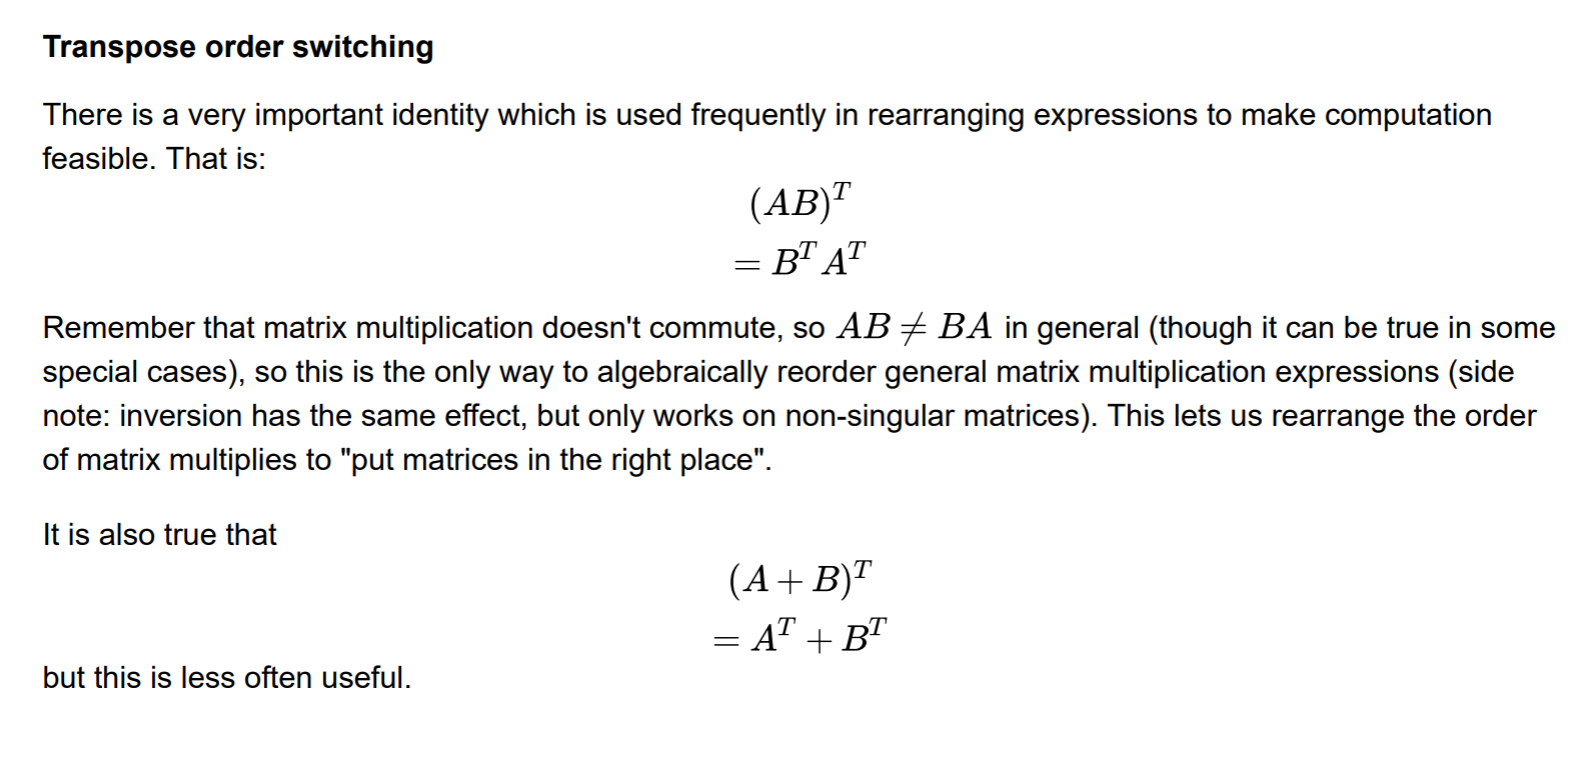 Transpose order switching
There is a very important identity which is used frequently in rearranging expressions to make computation
feasible. That is:
(AB)^T
= B^T A^T
Remember that matrix multiplication doesn't commute, so AB ≠ BA in general (though it can be true in some
special cases), so this is the only way to algebraically reorder general matrix multiplication expressions (side
note: inversion has the same effect, but only works on non-singular matrices). This lets us rearrange the order
of matrix multiplies to "put matrices in the right place".
It is also true that
(A + B)^T
= A^T + B^T
but this is less often useful.